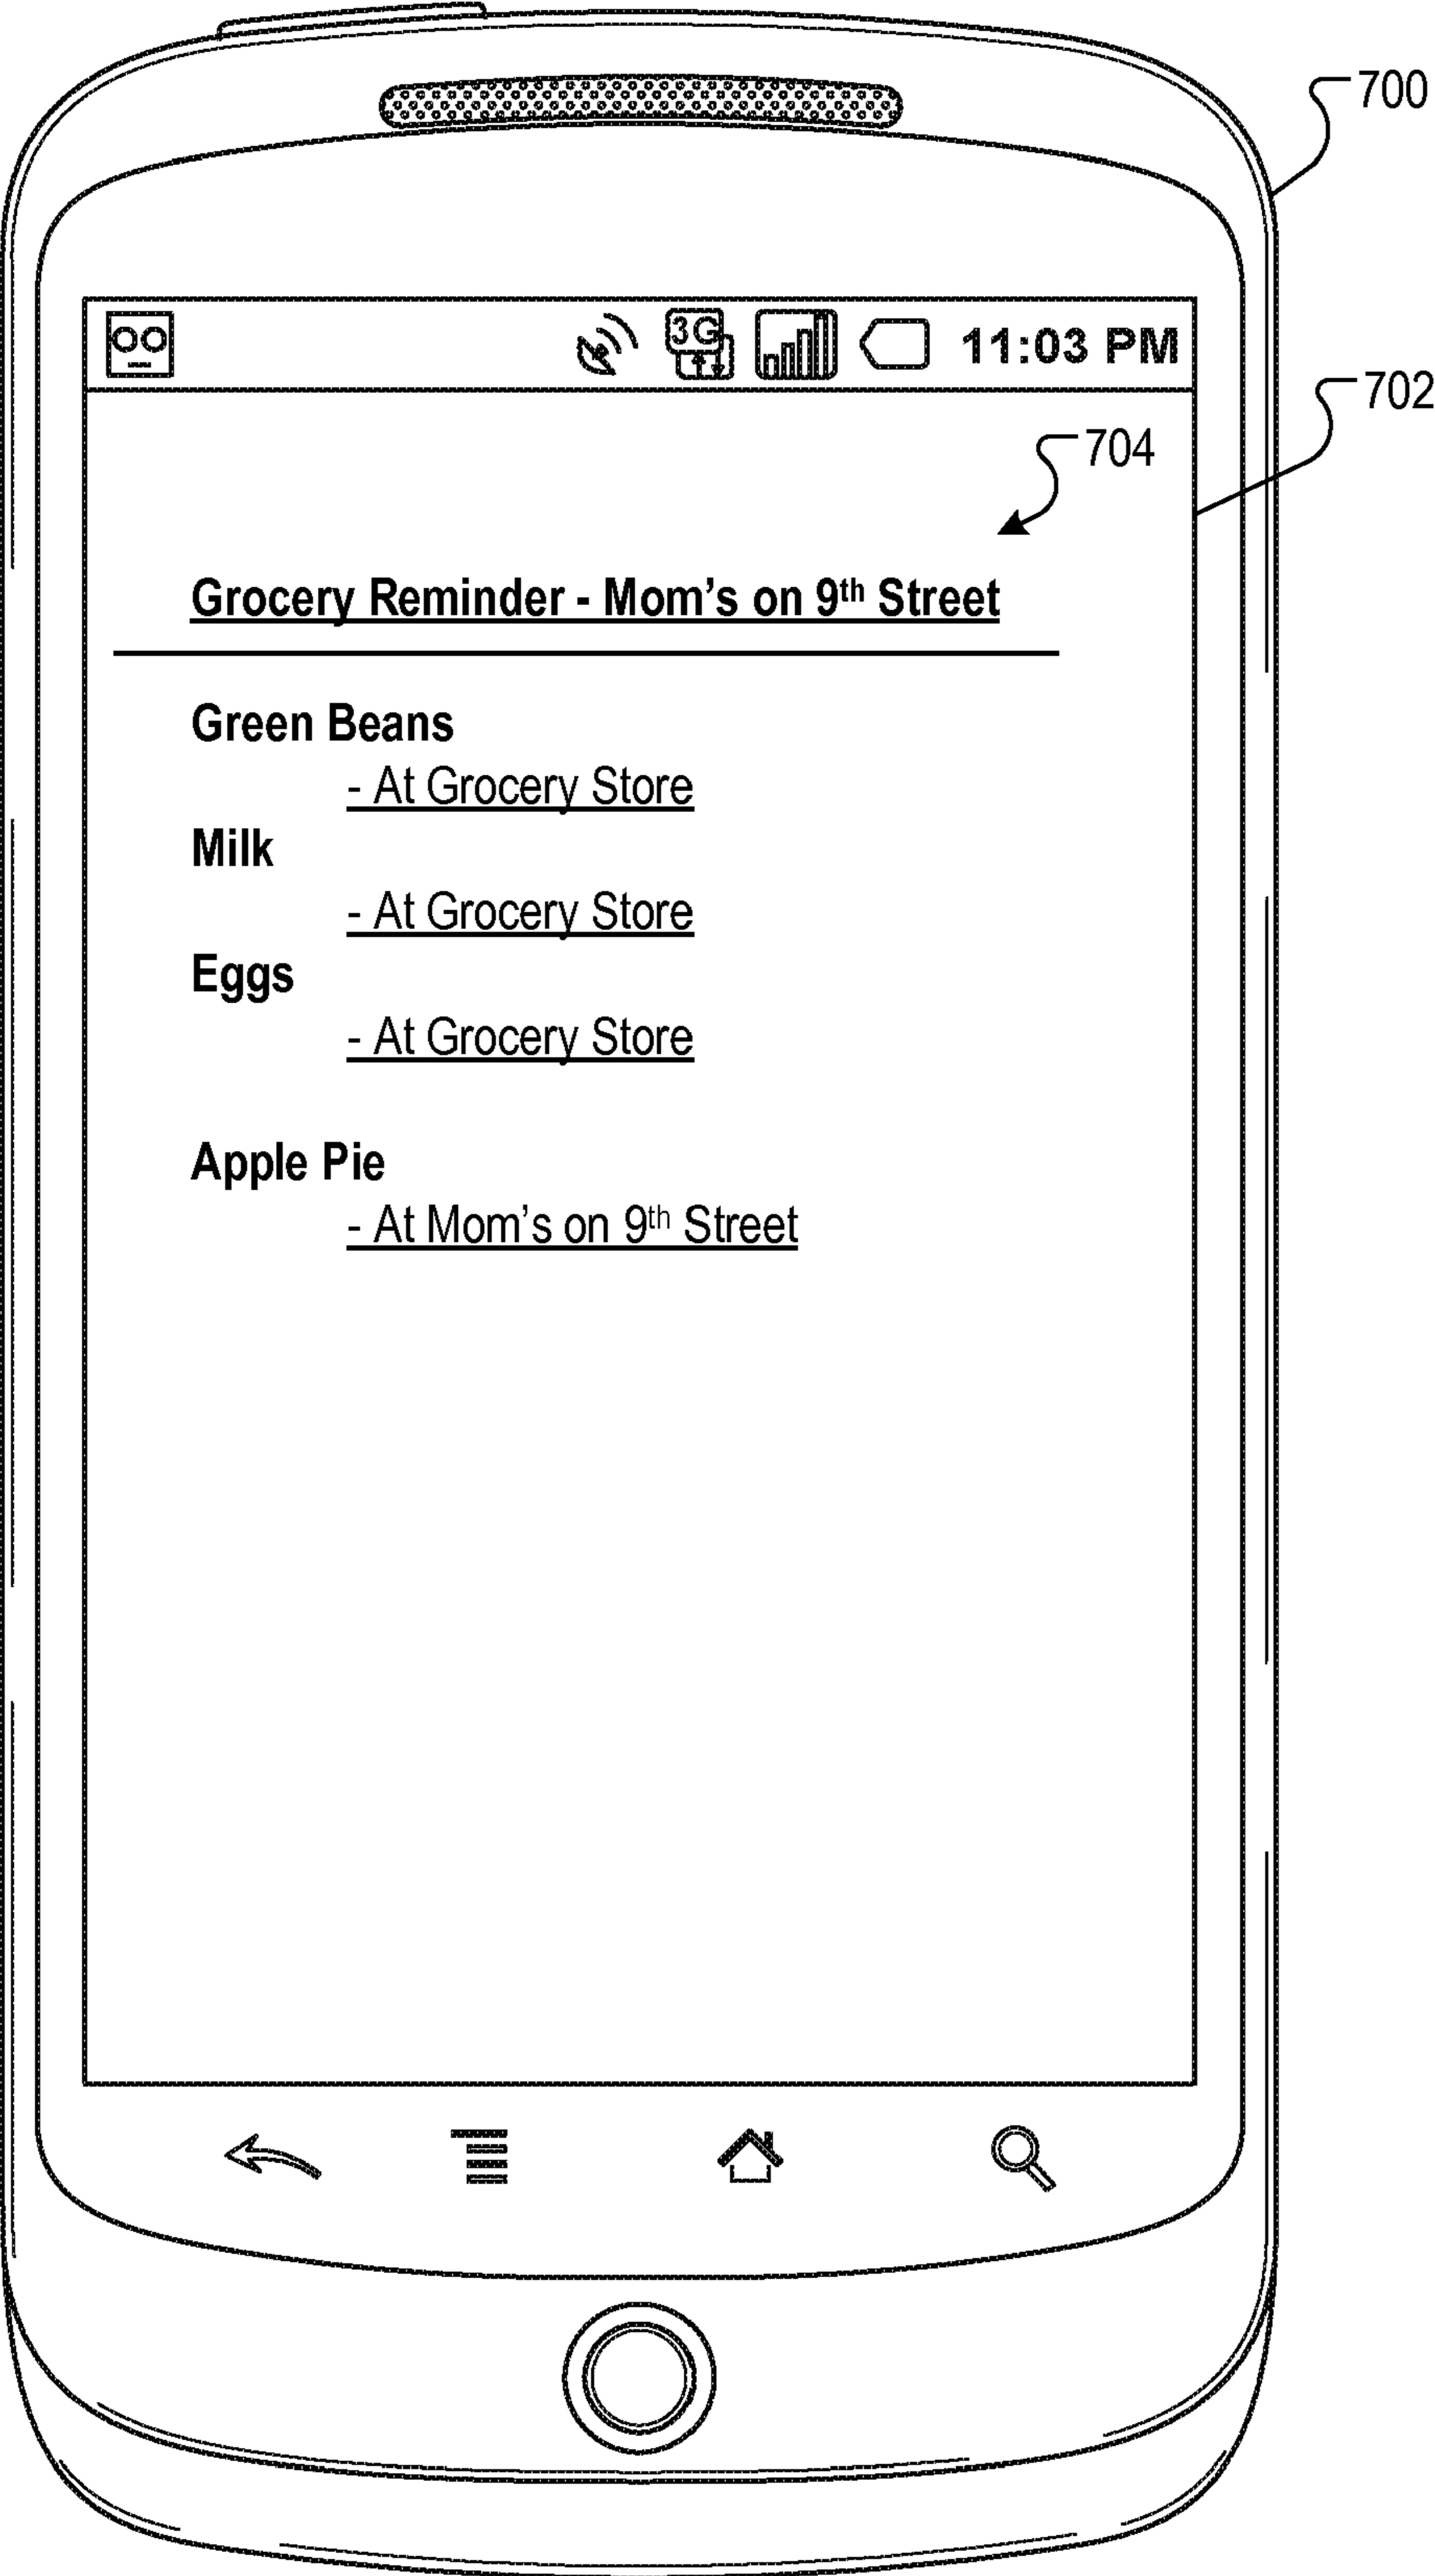 700
3G 11:03 PM
702
704
Grocery Reminder - Mom’s on 9th Street
Green Beans
- At Grocery Store
Milk
- At Grocery Store
Eggs
- At Grocery Store
Apple Pie
- At Mom’s on 9th Street